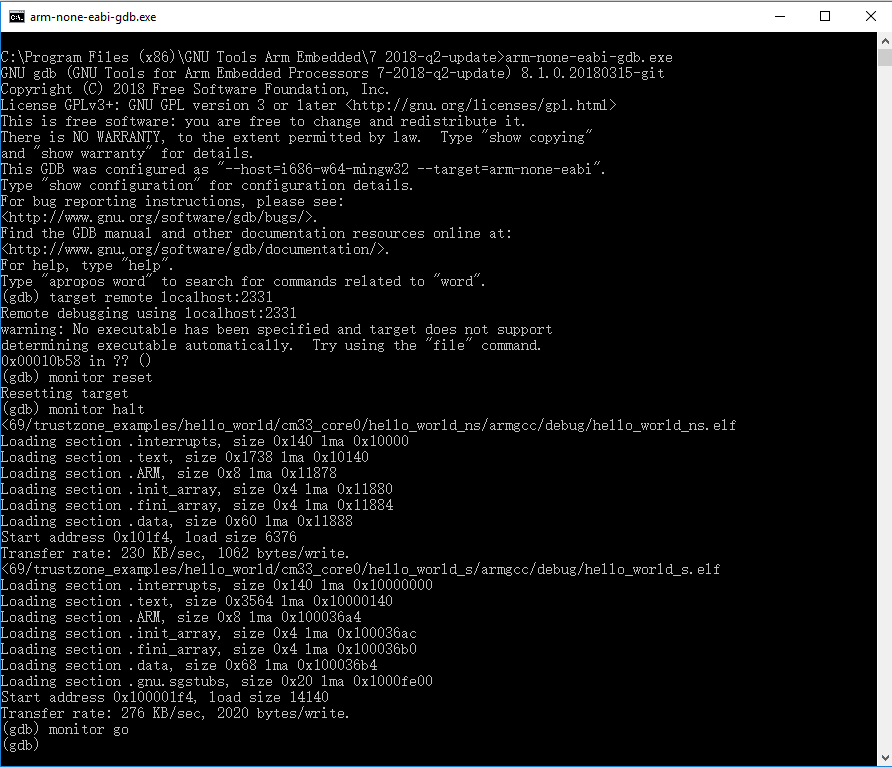 arm-none-eabi-gdb.exe
C:\Program Files (x86)\GNU Tools Arm Embedded\7 2018-q2-update>arm-none-eabi-gdb.exe
GNU gdb (GNU Tools for Arm Embedded Processors 7-2018-q2-update) 8.1.0.20180315-git
Copyright (C) 2018 Free Software Foundation, Inc.
License GPLv3+: GNU GPL version 3 or later <http://gnu.org/licenses/gpl.html>
This is free software: you are free to change and redistribute it.
There is NO WARRANTY, to the extent permitted by law.  Type "show copying"
and "show warranty" for details.
This GDB was configured as "--host=i686-w64-mingw32 --target=arm-none-eabi".
Type "show configuration" for configuration details.
For bug reporting instructions, please see:
<http://www.gnu.org/software/gdb/bugs/>.
Find the GDB manual and other documentation resources online at:
<http://www.gnu.org/software/gdb/documentation/>.
For help, type "help".
Type "apropos word" to search for commands related to "word".
(gdb) target remote localhost:2331
Remote debugging using localhost:2331
warning: No executable has been specified and target does not support
determining executable automatically.  Try using the "file" command.
0x00010b58 in ?? ()
(gdb) monitor reset
Resetting target
(gdb) monitor halt
<69/trustzone_examples/hello_world/cm33_core0/hello_world_ns/armgcc/debug/hello_world_ns.elf
Loading section .interrupts, size 0x140 lma 0x10000
Loading section .text, size 0x1738 lma 0x10140
Loading section .ARM, size 0x8 lma 0x11878
Loading section .init_array, size 0x4 lma 0x11880
Loading section .fini_array, size 0x4 lma 0x11884
Loading section .data, size 0x60 lma 0x11888
Start address 0x101f4, load size 6376
Transfer rate: 230 KB/sec, 1062 bytes/write.
<69/trustzone_examples/hello_world/cm33_core0/hello_world_s/armgcc/debug/hello_world_s.elf
Loading section .interrupts, size 0x140 lma 0x10000000
Loading section .text, size 0x3564 lma 0x10000140
Loading section .ARM, size 0x8 lma 0x100036a4
Loading section .init_array, size 0x4 lma 0x100036ac
Loading section .fini_array, size 0x4 lma 0x100036b0
Loading section .data, size 0x68 lma 0x100036b4
Loading section .gnu.sgstubs, size 0x20 lma 0x1000fe00
Start address 0x100001f4, load size 14140
Transfer rate: 276 KB/sec, 2020 bytes/write.
(gdb) monitor go
(gdb)